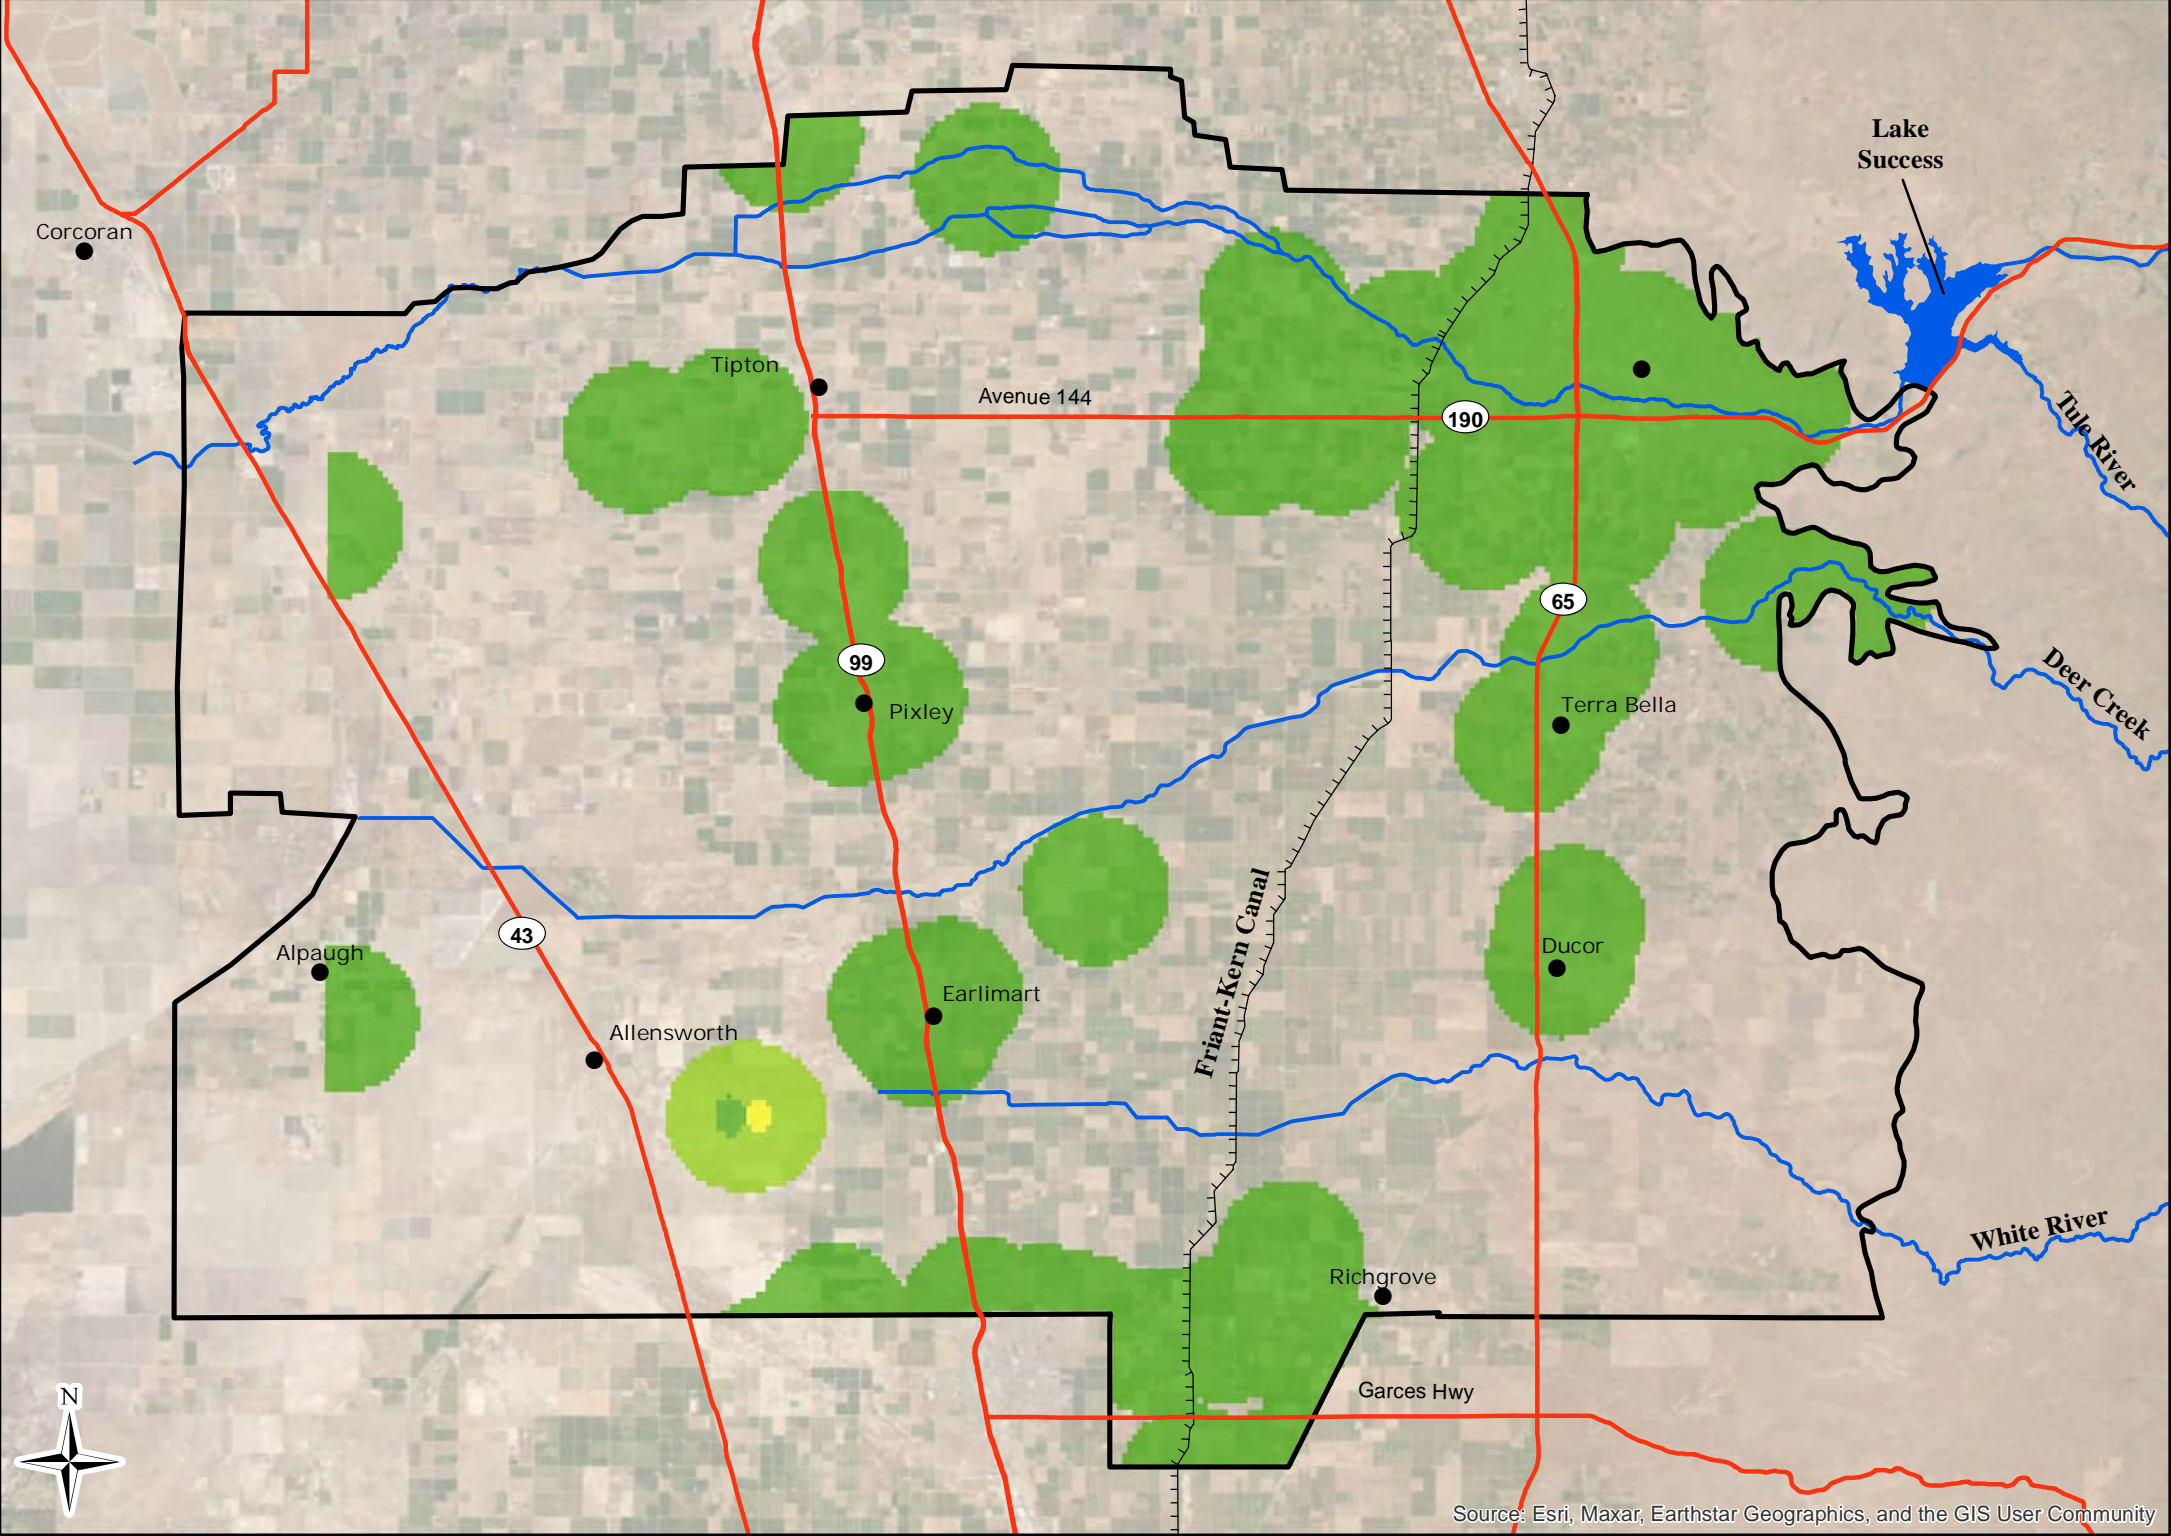 Lake
Success
Corcoran
Tipton
Avenue 144
190
Tule River
65
99
Terra Bella
Pixley
Deer Creek
Friant-Kern Canal
43
Ducor
Alpaugh
Earlimart
Allensworth
White River
Richgrove
Garces Hwy
N
Source: Esri, Maxar, Earthstar Geographics, and the GIS User Community